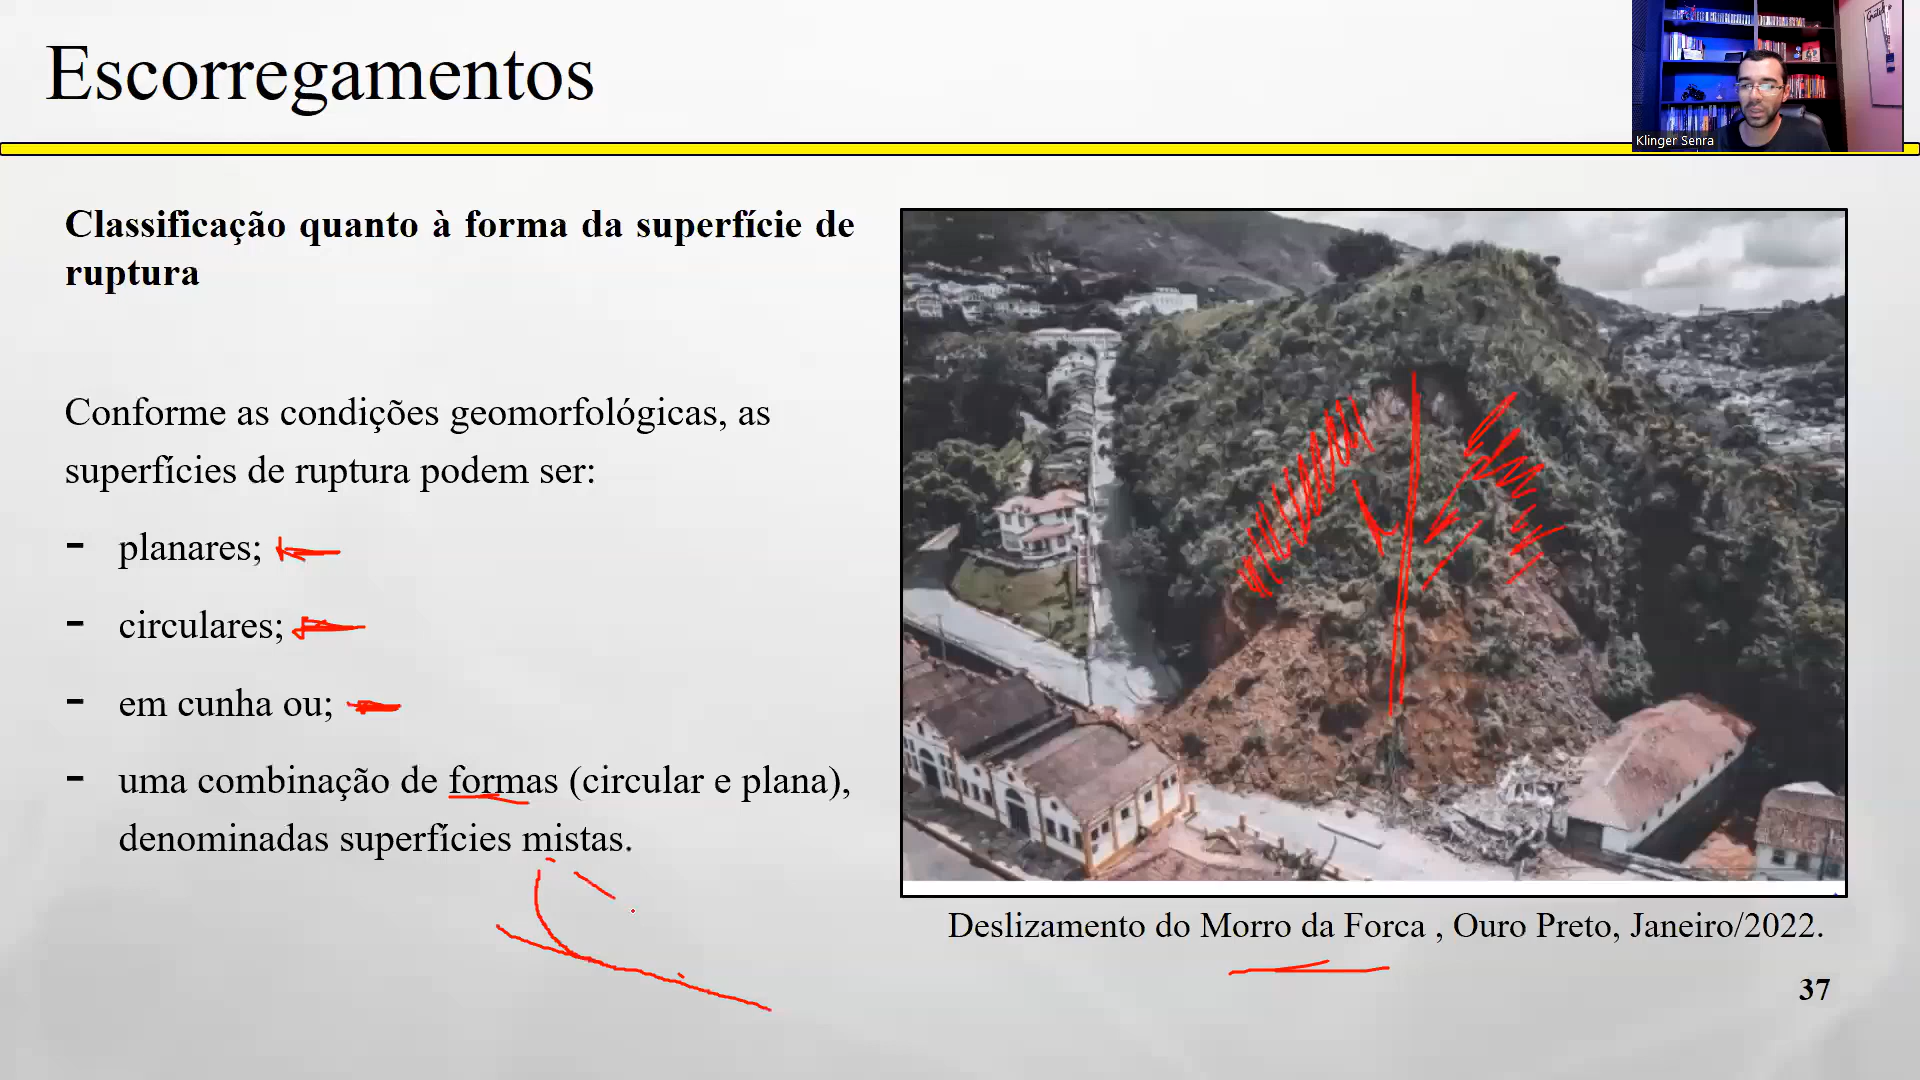 Escorregamentos
Klinger Senra
Classificação quanto à forma da superfície de
ruptura
Conforme as condições geomorfológicas, as
superfícies de ruptura podem ser:
- planares;
- circulares;
- em cunha ou;
- uma combinação de formas (circular e plana),
denominadas superfícies mistas.
Deslizamento do Morro da Forca , Ouro Preto, Janeiro/2022.
37